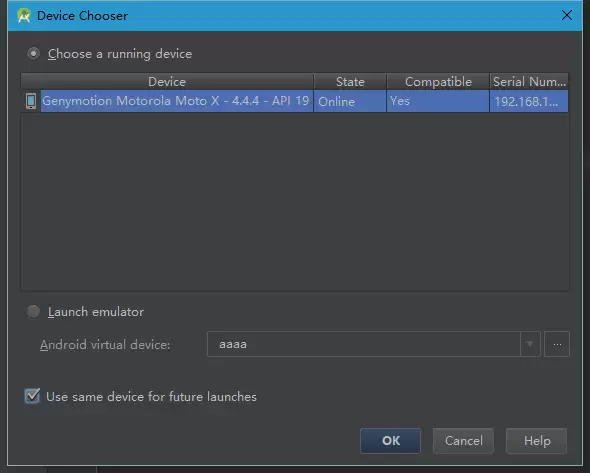 Device Chooser
Choose a running device
Device State Compatible Serial Num...
Genymotion Motorola Moto X - 4.4.4 - API 19 Online Yes 192.168.1...
Launch emulator
Android virtual device: aaaa ...
Use same device for future launches
OK Cancel Help